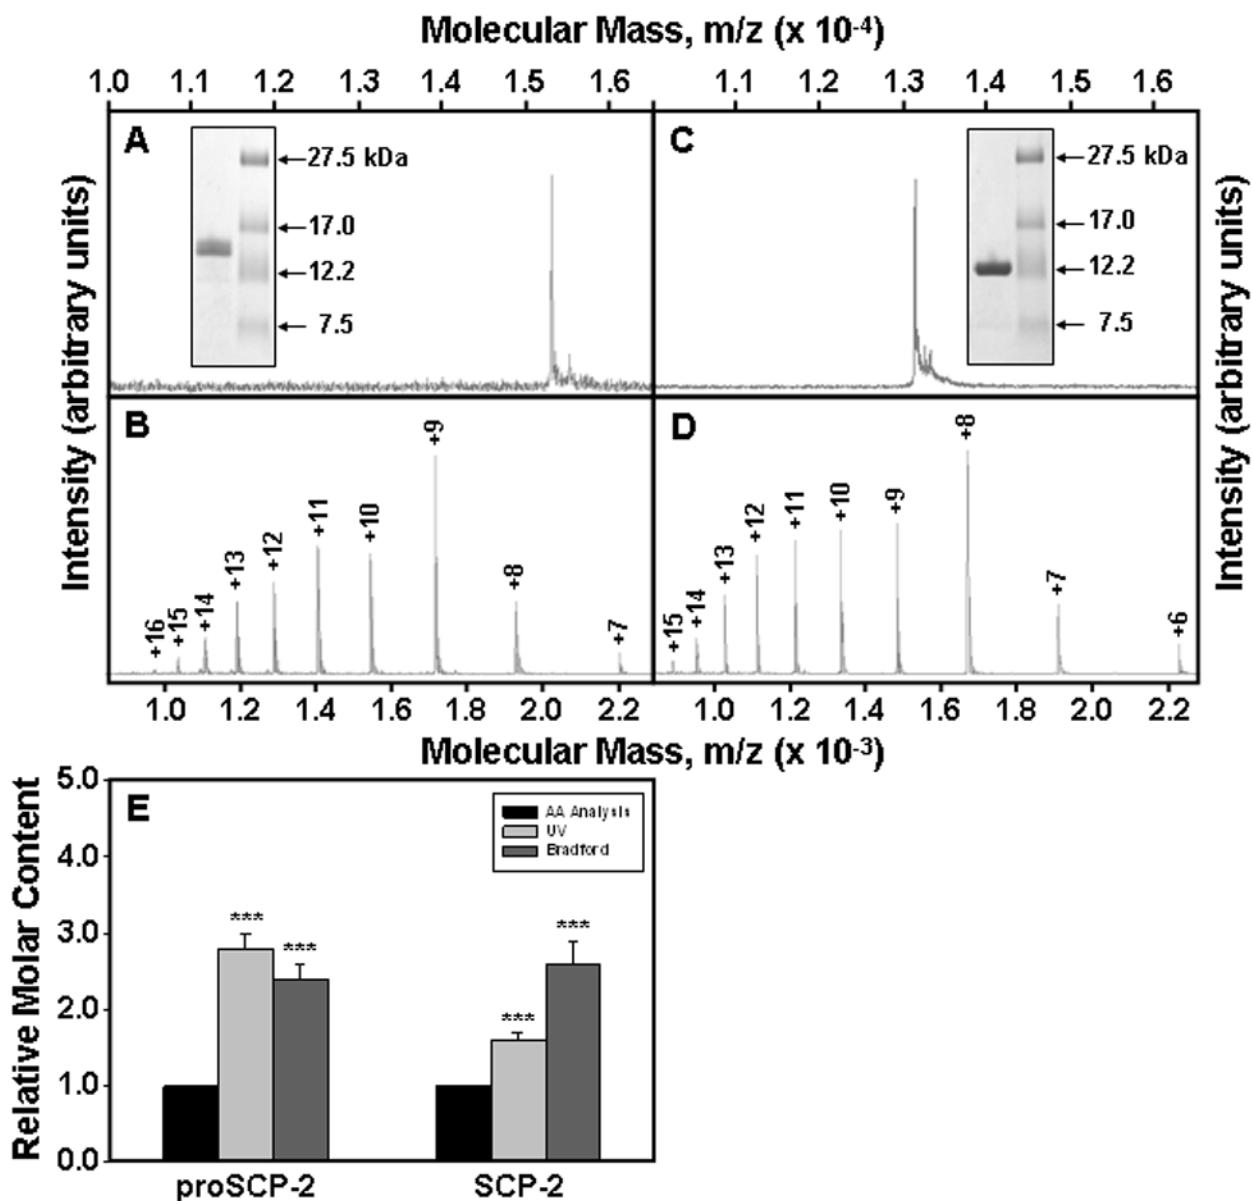 Molecular Mass, m/z (x 10-4)
1.0 1.1 1.2 1.3 1.4 1.5 1.6 1.1 1.2 1.3 1.4 1.5 1.6
Intensity (arbitrary units)
A
27.5 kDa
17.0
12.2
7.5
C
27.5 kDa
17.0
12.2
7.5
Intensity (arbitrary units)
B
+16 +15 +14 +13 +12 +11 +10 +9 +8 +7
D
+15 +14 +13 +12 +11 +10 +9 +8 +7 +6
1.0 1.2 1.4 1.6 1.8 2.0 2.2 1.0 1.2 1.4 1.6 1.8 2.0 2.2
Molecular Mass, m/z (x 10-3)
Relative Molar Content
5.0
4.0
3.0
2.0
1.0
0.0
E
AA Analysis
UV
Bradford
*** *** *** ***
proSCP-2 SCP-2